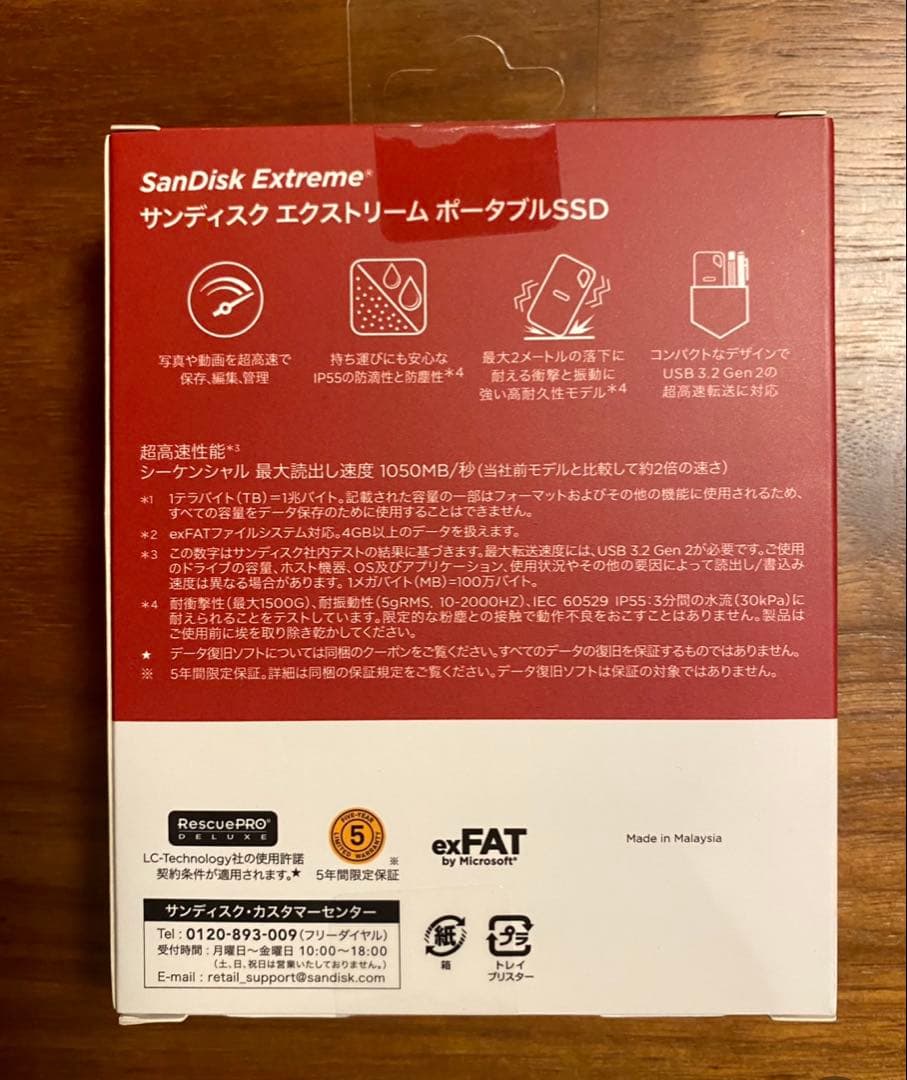 SanDisk Extreme®
サンディスク エクストリーム ポータブルSSD
写真や動画を超高速で
保存、編集、管理
持ち運びにも安心な
IP55の防滴性と防塵性*4
最大2メートルの落下に
耐える衝撃と振動に
強い高耐久性モデル*4
コンパクトなデザインで
USB 3.2 Gen 2の
超高速転送に対応
超高速性能*3
シーケンシャル 最大読出し速度 1050MB/秒(当社前モデルと比較して約2倍の速さ)
*1 1テラバイト(TB)=1兆バイト。記載された容量の一部はフォーマットおよびその他の機能に使用されるため、
すべての容量をデータ保存のために使用することはできません。
*2 exFATファイルシステム対応。4GB以上のデータを扱えます。
*3 この数字はサンディスク社内テストの結果に基づきます。最大転送速度には、USB 3.2 Gen 2が必要です。ご使用
のドライブの容量、ホスト機器、OS及びアプリケーション、使用状況やその他の要因によって読出し/書込み
速度は異なる場合があります。1メガバイト(MB)=100万バイト。
*4 耐衝撃性(最大1500G)、耐振動性(5gRMS, 10-2000HZ)、IEC 60529 IP55:3分間の水流(30kPa)に
耐えられることをテストしています。限定的な粉塵との接触で動作不良をおこすことはありません。製品は
ご使用前に埃を取り除き乾かしてください。
★ データ復旧ソフトについては同梱のクーポンをご覧ください。すべてのデータの復旧を保証するものではありません。
※ 5年間限定保証。詳細は同梱の保証規定をご覧ください。データ復旧ソフトは保証の対象ではありません。
RescuePRO®
DELUXE
LC-Technology社の使用許諾
契約条件が適用されます。★
FIVE-YEAR
5
LIMITED WARRANTY
※
5年間限定保証
exFAT
by Microsoft®
Made in Malaysia
サンディスク・カスタマーセンター
Tel : 0120-893-009 (フリーダイヤル)
受付時間 : 月曜日～金曜日 10:00～18:00
(土、日、祝日は営業いたしておりません。)
E-mail : retail_support@sandisk.com
紙
箱
プラ
トレイ
ブリスター